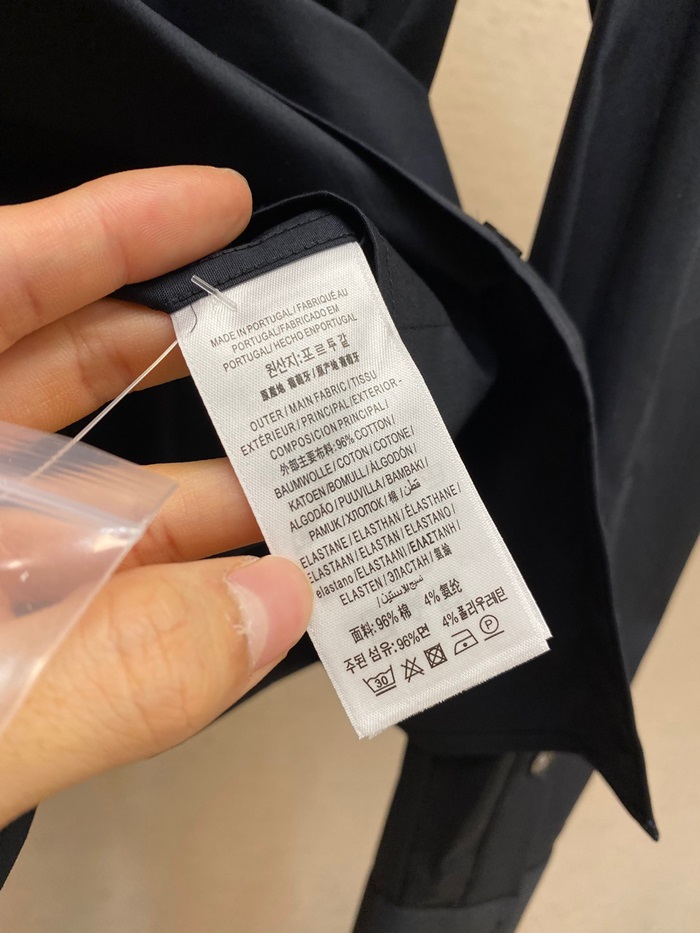 MADE IN PORTUGAL / FABRIQUÉ AU
PORTUGAL / FABRICADO EM
PORTUGAL / HECHO ENPORTUGAL
원산지:포르투갈
原產地 葡萄牙 / 原产地 葡萄牙
OUTER / MAIN FABRIC / TISSU
EXTÉRIEUR / PRINCIPAL / EXTERIOR -
COMPOSICION PRINCIPAL /
外部主要布料:96% COTTON /
BAUMWOLLE / COTON / COTONE /
KATOEN / BOMULL / ALGODÓN /
ALGODÃO / PUUVILLA / BAMBAKI /
PAMUK / ХЛОПОК / 棉 / قطن /
ELASTANE / ELASTHAN / ELASTHANE /
ELASTAAN / ELASTAN / ELASTANO /
elastano / ELASTAANI / ΕΛΑΣΤΑΝΗ /
ELASTEN / ЭЛАСТАН / 氨綸
面料: 96% 棉 4% 氨纶
주된 섬유: 96%면 4%폴리우레탄
30 P